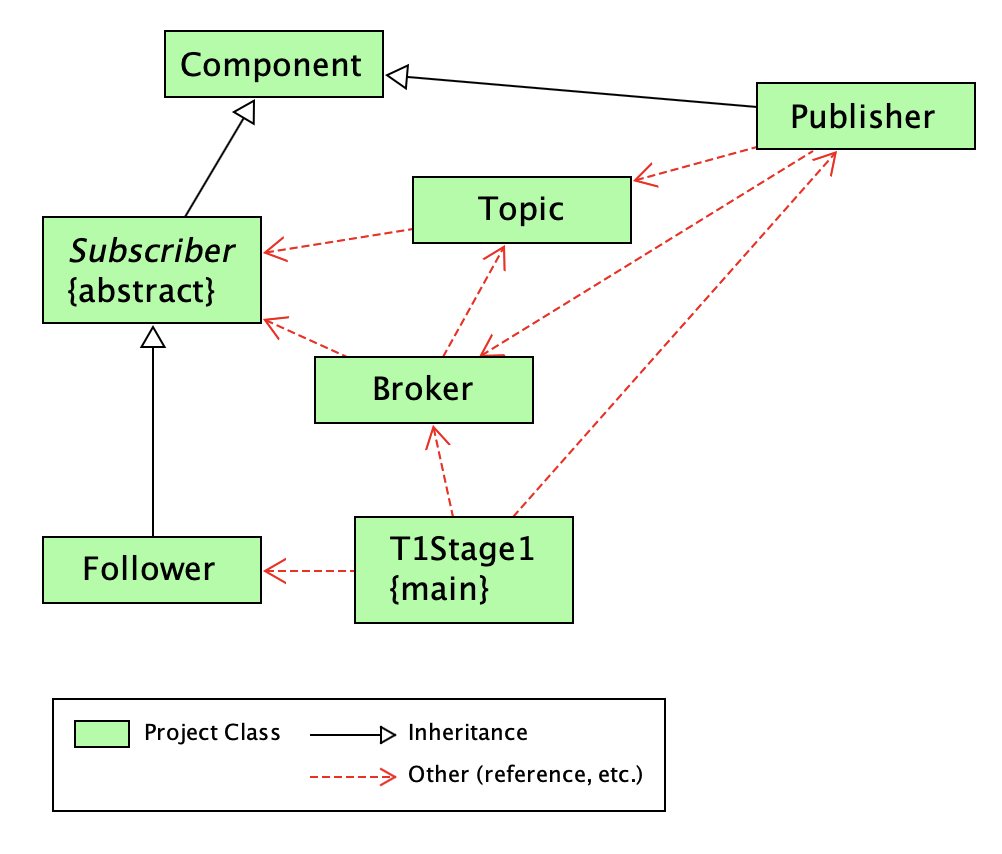 Component
Publisher
Topic
Subscriber
{abstract}
Broker
T1Stage1
{main}
Follower
Project Class
Inheritance
Other (reference, etc.)